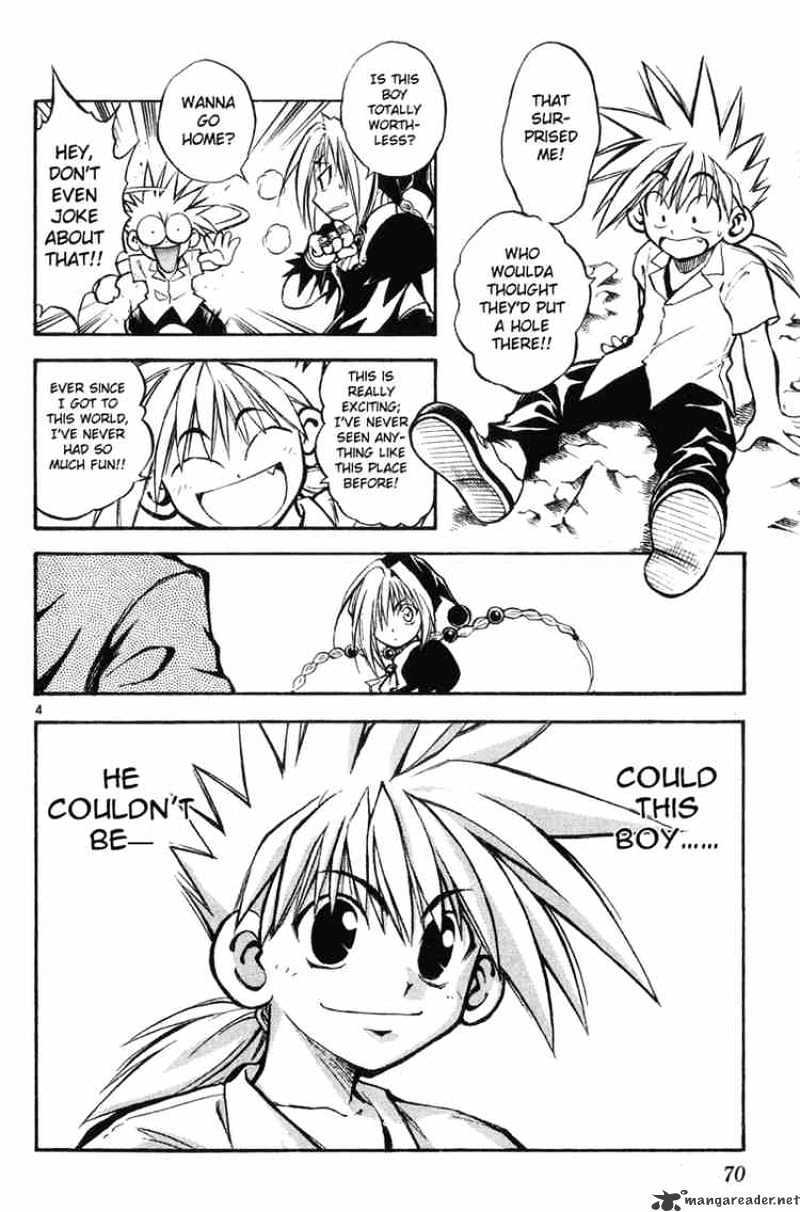 THAT
SUR-
PRISED
ME!
WHO
WOULDA
THOUGHT
THEY'D PUT
A HOLE
THERE!!
IS THIS
BOY
TOTALLY
WORTH-
LESS?
WANNA
GO
HOME?
HEY,
DON'T
EVEN
JOKE
ABOUT
THAT!!
THIS IS
REALLY
EXCITING;
I'VE NEVER
SEEN ANY-
THING LIKE
THIS PLACE
BEFORE!
EVER SINCE
I GOT TO
THIS WORLD,
I'VE NEVER
HAD SO
MUCH FUN!!
4
COULD
THIS
BOY......
HE
COULDN'T
BE—
70
mangareader.net